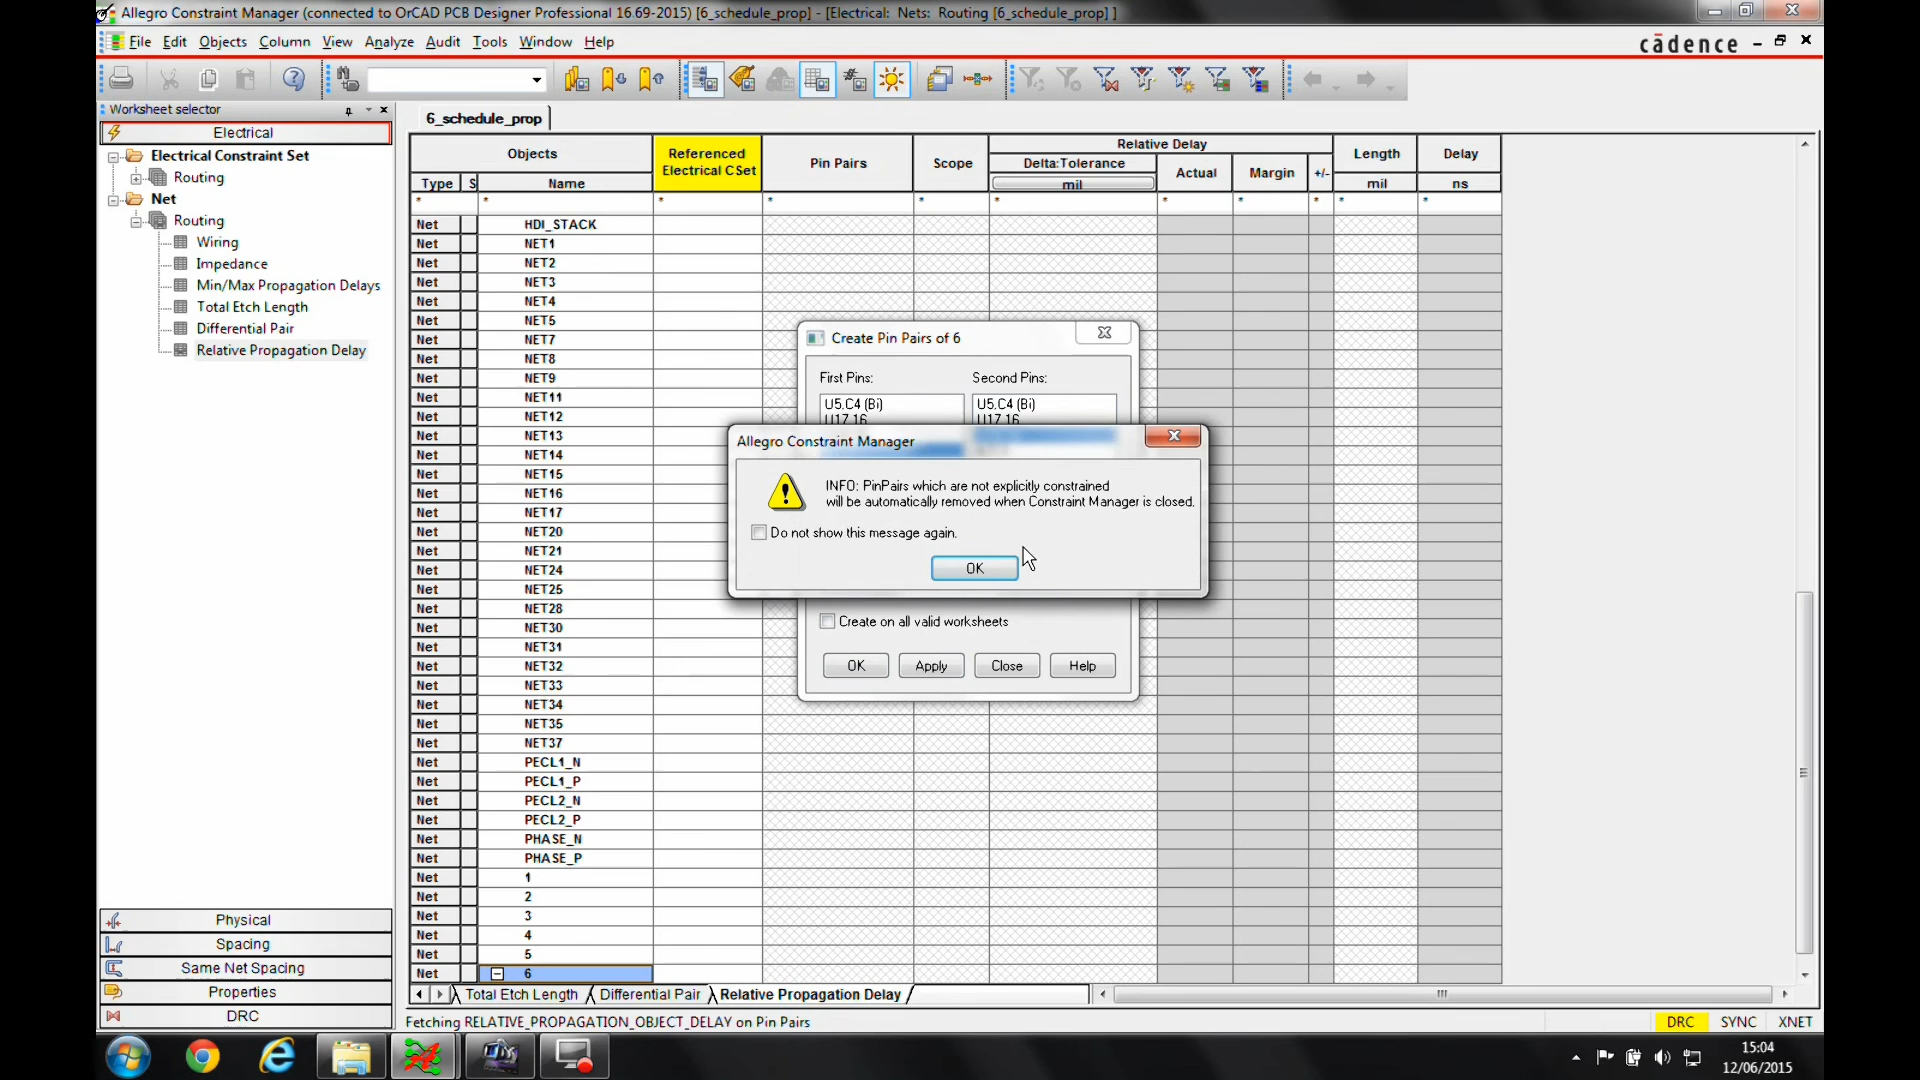 Allegro Constraint Manager (connected to OrCAD PCB Designer Professional 16.69-2015) [6_schedule_prop] - [Electrical: Nets: Routing [6_schedule_prop] ]
File Edit Objects Column View Analyze Audit Tools Window Help
cādence
Worksheet selector
Electrical
Electrical Constraint Set
Routing
Net
Routing
Wiring
Impedance
Min/Max Propagation Delays
Total Etch Length
Differential Pair
Relative Propagation Delay
Physical
Spacing
Same Net Spacing
Properties
DRC
6_schedule_prop
Objects
Referenced Electrical CSet
Pin Pairs
Scope
Relative Delay
Delta:Tolerance
Actual
Margin
+/-
Length
Delay
Type S Name
mil
mil
ns
* * * * * * * * * * *
Net HDI_STACK
Net NET1
Net NET2
Net NET3
Net NET4
Net NET5
Net NET7
Net NET8
Net NET9
Net NET11
Net NET12
Net NET13
Net NET14
Net NET15
Net NET16
Net NET17
Net NET20
Net NET21
Net NET24
Net NET25
Net NET28
Net NET30
Net NET31
Net NET32
Net NET33
Net NET34
Net NET35
Net NET37
Net PECL1_N
Net PECL1_P
Net PECL2_N
Net PECL2_P
Net PHASE_N
Net PHASE_P
Net 1
Net 2
Net 3
Net 4
Net 5
Net 6
Create Pin Pairs of 6
First Pins: Second Pins:
U5.C4 (Bi) U5.C4 (Bi)
U17.16 U17.16
Allegro Constraint Manager
INFO: PinPairs which are not explicitly constrained
will be automatically removed when Constraint Manager is closed.
Do not show this message again.
OK
Create on all valid worksheets
OK Apply Close Help
Total Etch Length Differential Pair Relative Propagation Delay
Fetching RELATIVE_PROPAGATION_OBJECT_DELAY on Pin Pairs
DRC SYNC XNET
15:04
12/06/2015